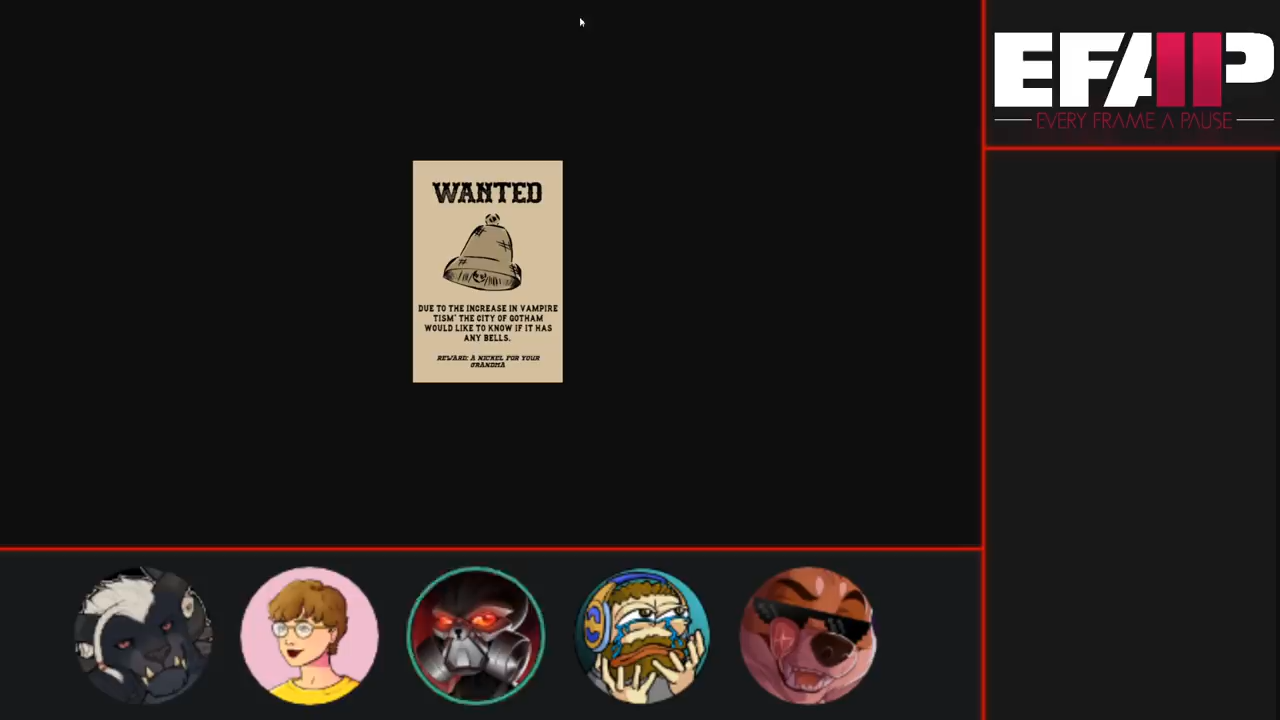 EFAP
EVERY FRAME A PAUSE
WANTED
DUE TO THE INCREASE IN VAMPIRE
TISM" THE CITY OF GOTHAM
WOULD LIKE TO KNOW IF IT HAS
ANY BELLS.
REWARD: A NICKEL FOR YOUR
GRANDMA